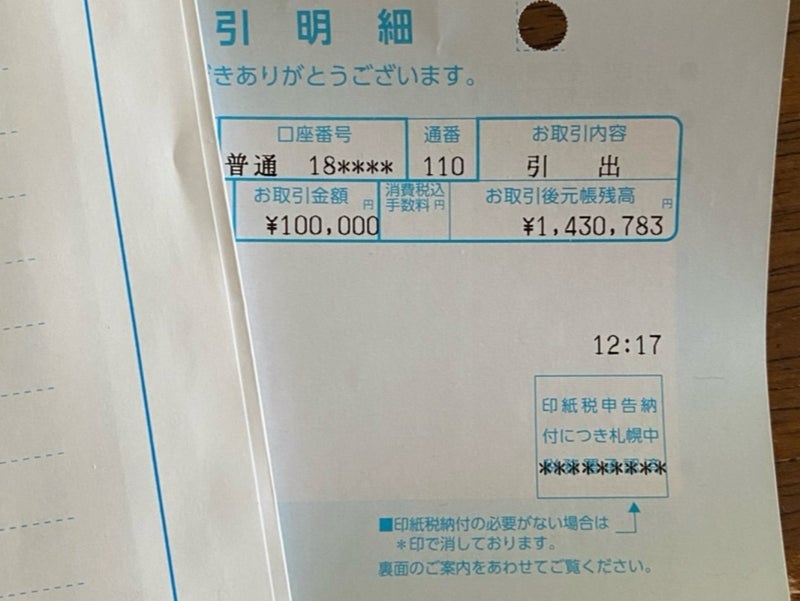 引明細
きありがとうございます。
口座番号 通番 お取引内容
普通 18**** 110 引出
お取引金額 円 消費税込手数料 円 お取引後元帳残高 円
¥100,000 ¥1,430,783
12:17
印紙税申告納
付につき札幌中
*********
■印紙税納付の必要がない場合は
*印で消しております。
裏面のご案内をあわせてご覧ください。